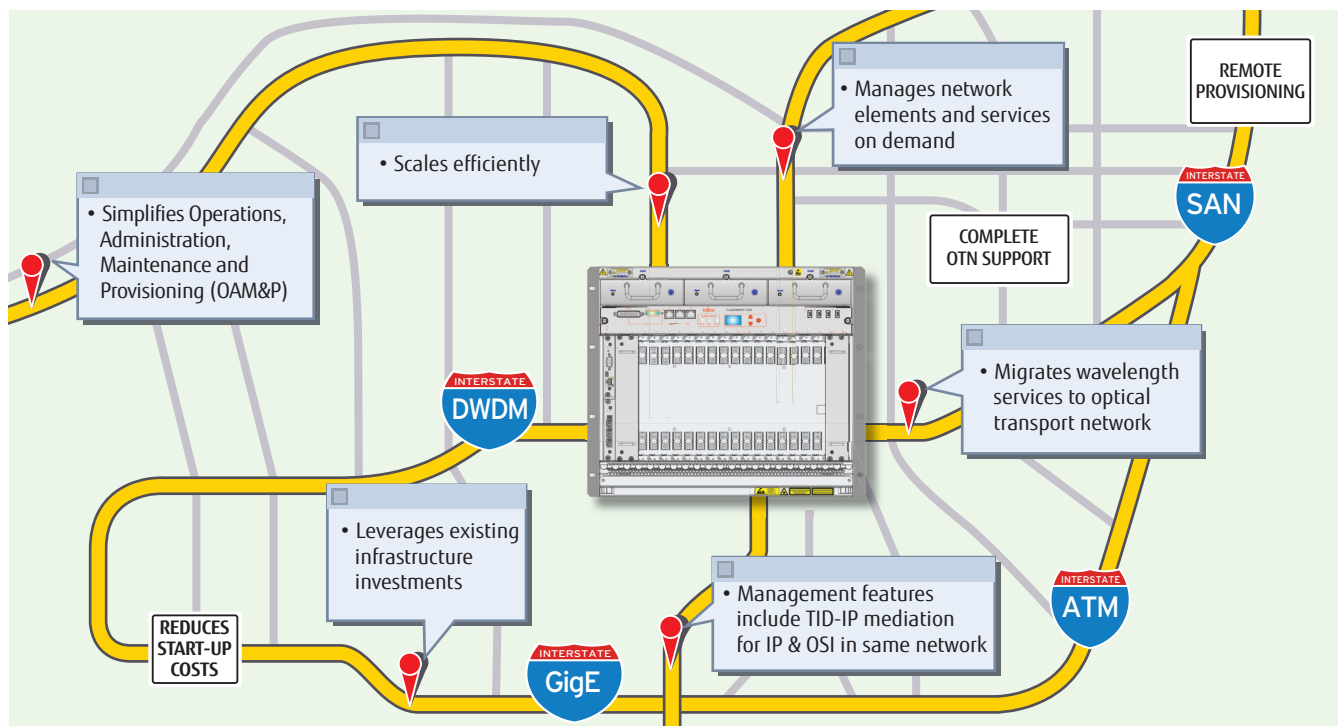 REMOTE
PROVISIONING
• Manages network
elements and services
on demand
• Scales efficiently
INTERSTATE
SAN
• Simplifies Operations,
Administration,
Maintenance and
Provisioning (OAM&P)
COMPLETE
OTN SUPPORT
• Migrates wavelength
services to optical
transport network
INTERSTATE
DWDM
• Leverages existing
infrastructure
investments
INTERSTATE
ATM
• Management features
include TID-IP mediation
for IP & OSI in same network
REDUCES
START-UP
COSTS
INTERSTATE
GigE